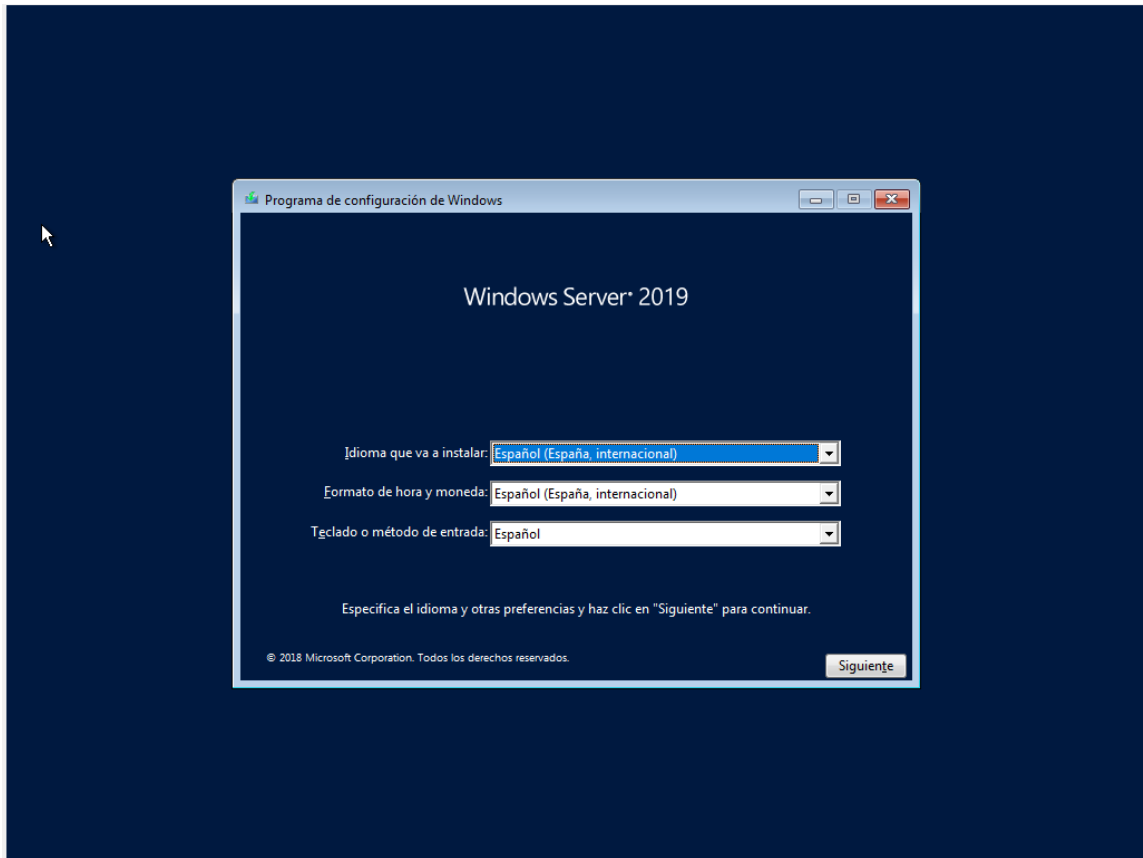 Programa de configuración de Windows
Windows Server® 2019
Idioma que va a instalar: Español (España, internacional)
Formato de hora y moneda: Español (España, internacional)
Teclado o método de entrada: Español
Especifica el idioma y otras preferencias y haz clic en "Siguiente" para continuar.
© 2018 Microsoft Corporation. Todos los derechos reservados.
Siguiente